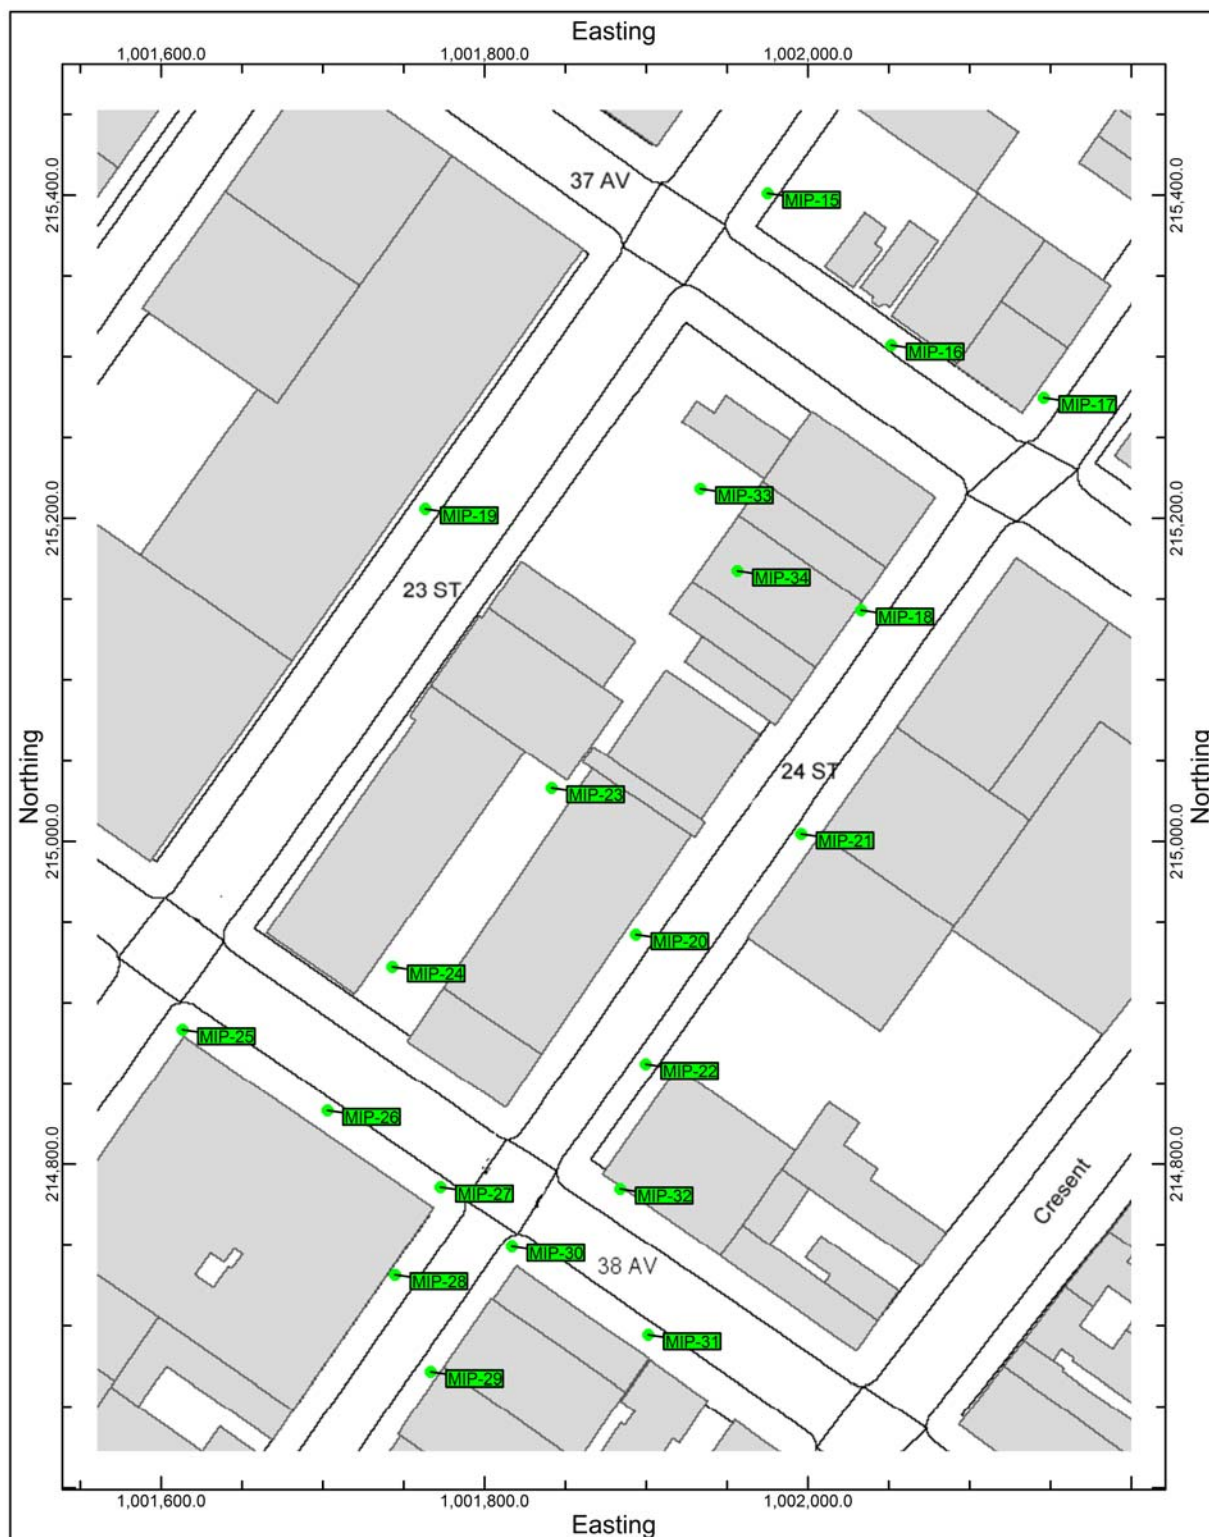 Easting
1,001,600.0
1,001,800.0
1,002,000.0
37 AV
215,400.0
MIP-15
215,400.0
MIP-16
MIP-17
MIP-33
215,200.0
MIP-19
215,200.0
MIP-34
23 ST
MIP-18
24 ST
Northing
Northing
MIP-23
215,000.0
MIP-21
215,000.0
MIP-20
MIP-24
MIP-25
MIP-22
MIP-26
214,800.0
MIP-27
MIP-32
Cresent
214,800.0
MIP-30
38 AV
MIP-28
MIP-31
MIP-29
1,001,600.0
1,001,800.0
1,002,000.0
Easting